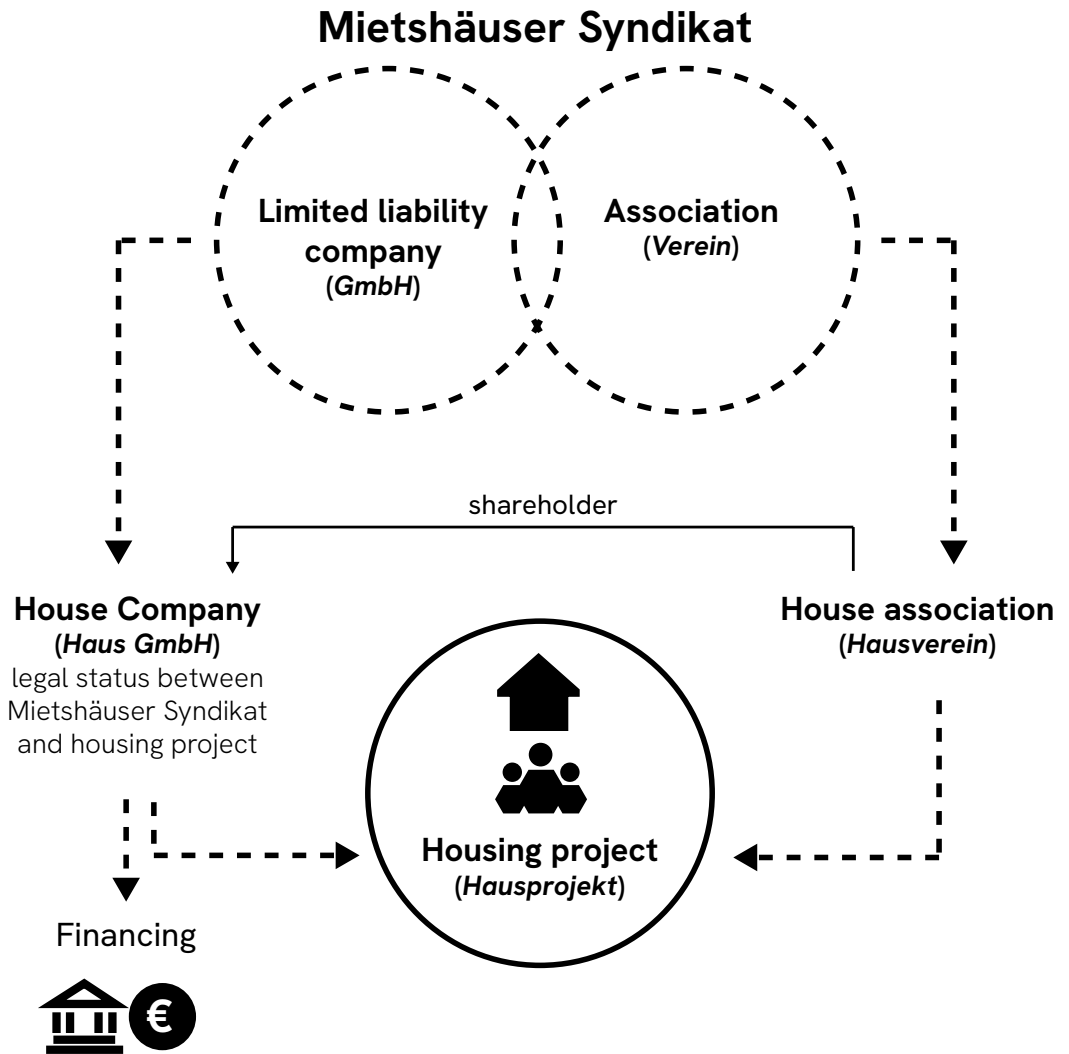 Mietshäuser Syndikat
Limited liability
company
(GmbH)
Association
(Verein)
shareholder
House Company
(Haus GmbH)
legal status between
Mietshäuser Syndikat
and housing project
House association
(Hausverein)
Housing project
(Hausprojekt)
Financing
€